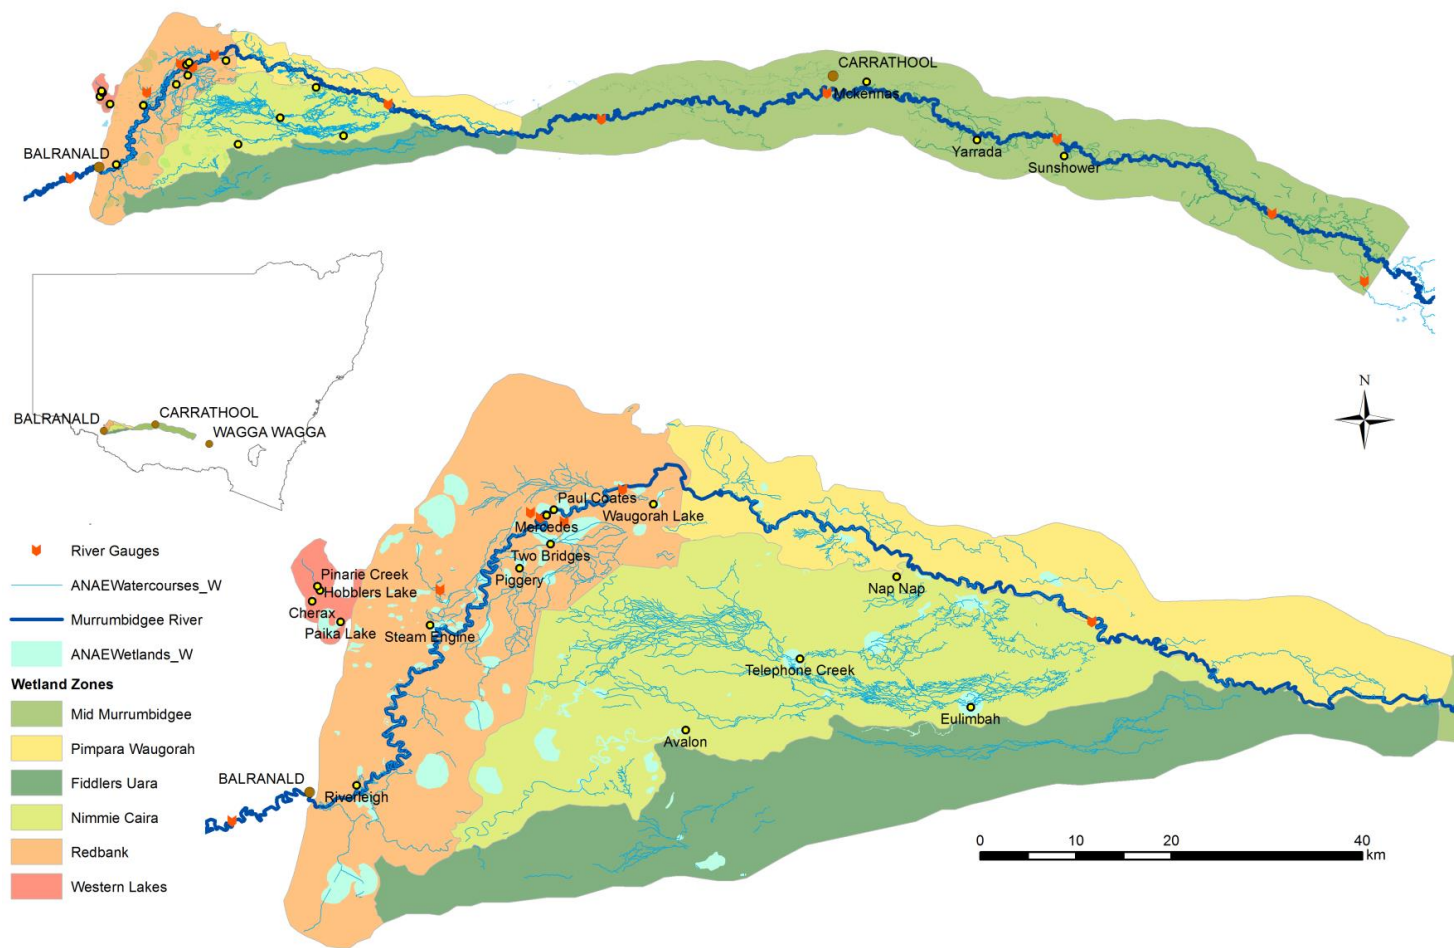 CARRATHOOL
Mckennas
BALRANALD
Yarrada
Sunshower
BALRANALD
CARRATHOOL
WAGGA WAGGA
N
River Gauges
ANAEWatercourses_W
Murrumbidgee River
ANAEWetlands_W
Wetland Zones
Mid Murrumbidgee
Pimpara Waugorah
Fiddlers Uara
Nimmie Caira
Redbank
Western Lakes
Paul Coates
Waugorah Lake
Mercedes
Two Bridges
Piggery
Pinarie Creek
Hobblers Lake
Cherax
Paika Lake
Steam Engine
Nap Nap
Telephone Creek
Eulimbah
Avalon
BALRANALD
Riverleigh
0 10 20 40
km